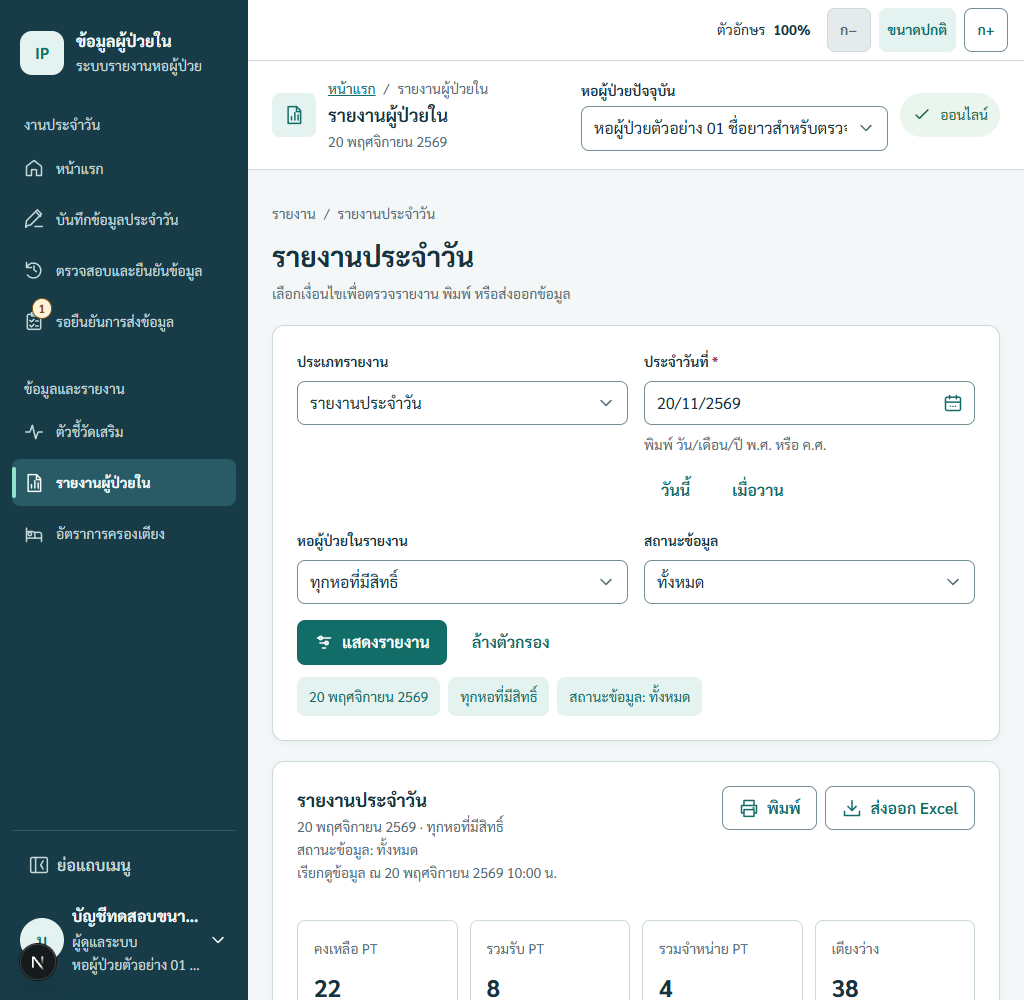 IP
ข้อมูลผู้ป่วยใน
ระบบรายงานหอผู้ป่วย
งานประจำวัน
หน้าแรก
บันทึกข้อมูลประจำวัน
ตรวจสอบและยืนยันข้อมูล
1
รอยืนยันการส่งข้อมูล
ข้อมูลและรายงาน
ตัวชี้วัดเสริม
รายงานผู้ป่วยใน
อัตราการครองเตียง
ย่อแถบเมนู
บัญชีทดสอบขนา...
ผู้ดูแลระบบ
หอผู้ป่วยตัวอย่าง 01 ...
N
ตัวอักษร 100% ก− ขนาดปกติ ก+
หน้าแรก / รายงานผู้ป่วยใน
รายงานผู้ป่วยใน
20 พฤศจิกายน 2569
หอผู้ป่วยปัจจุบัน
หอผู้ป่วยตัวอย่าง 01 ชื่อยาวสำหรับตรวจ
ออนไลน์
รายงาน / รายงานประจำวัน
รายงานประจำวัน
เลือกเงื่อนไขเพื่อตรวจรายงาน พิมพ์ หรือส่งออกข้อมูล
ประเภทรายงาน
รายงานประจำวัน
ประจำวันที่ *
20/11/2569
พิมพ์ วัน/เดือน/ปี พ.ศ. หรือ ค.ศ.
วันนี้ เมื่อวาน
หอผู้ป่วยในรายงาน
ทุกหอที่มีสิทธิ์
สถานะข้อมูล
ทั้งหมด
แสดงรายงาน ล้างตัวกรอง
20 พฤศจิกายน 2569 ทุกหอที่มีสิทธิ์ สถานะข้อมูล: ทั้งหมด
รายงานประจำวัน
20 พฤศจิกายน 2569 · ทุกหอที่มีสิทธิ์
สถานะข้อมูล: ทั้งหมด
เรียกดูข้อมูล ณ 20 พฤศจิกายน 2569 10:00 น.
พิมพ์ ส่งออก Excel
คงเหลือ PT รวมรับ PT รวมจำหน่าย PT เตียงว่าง
22 8 4 38